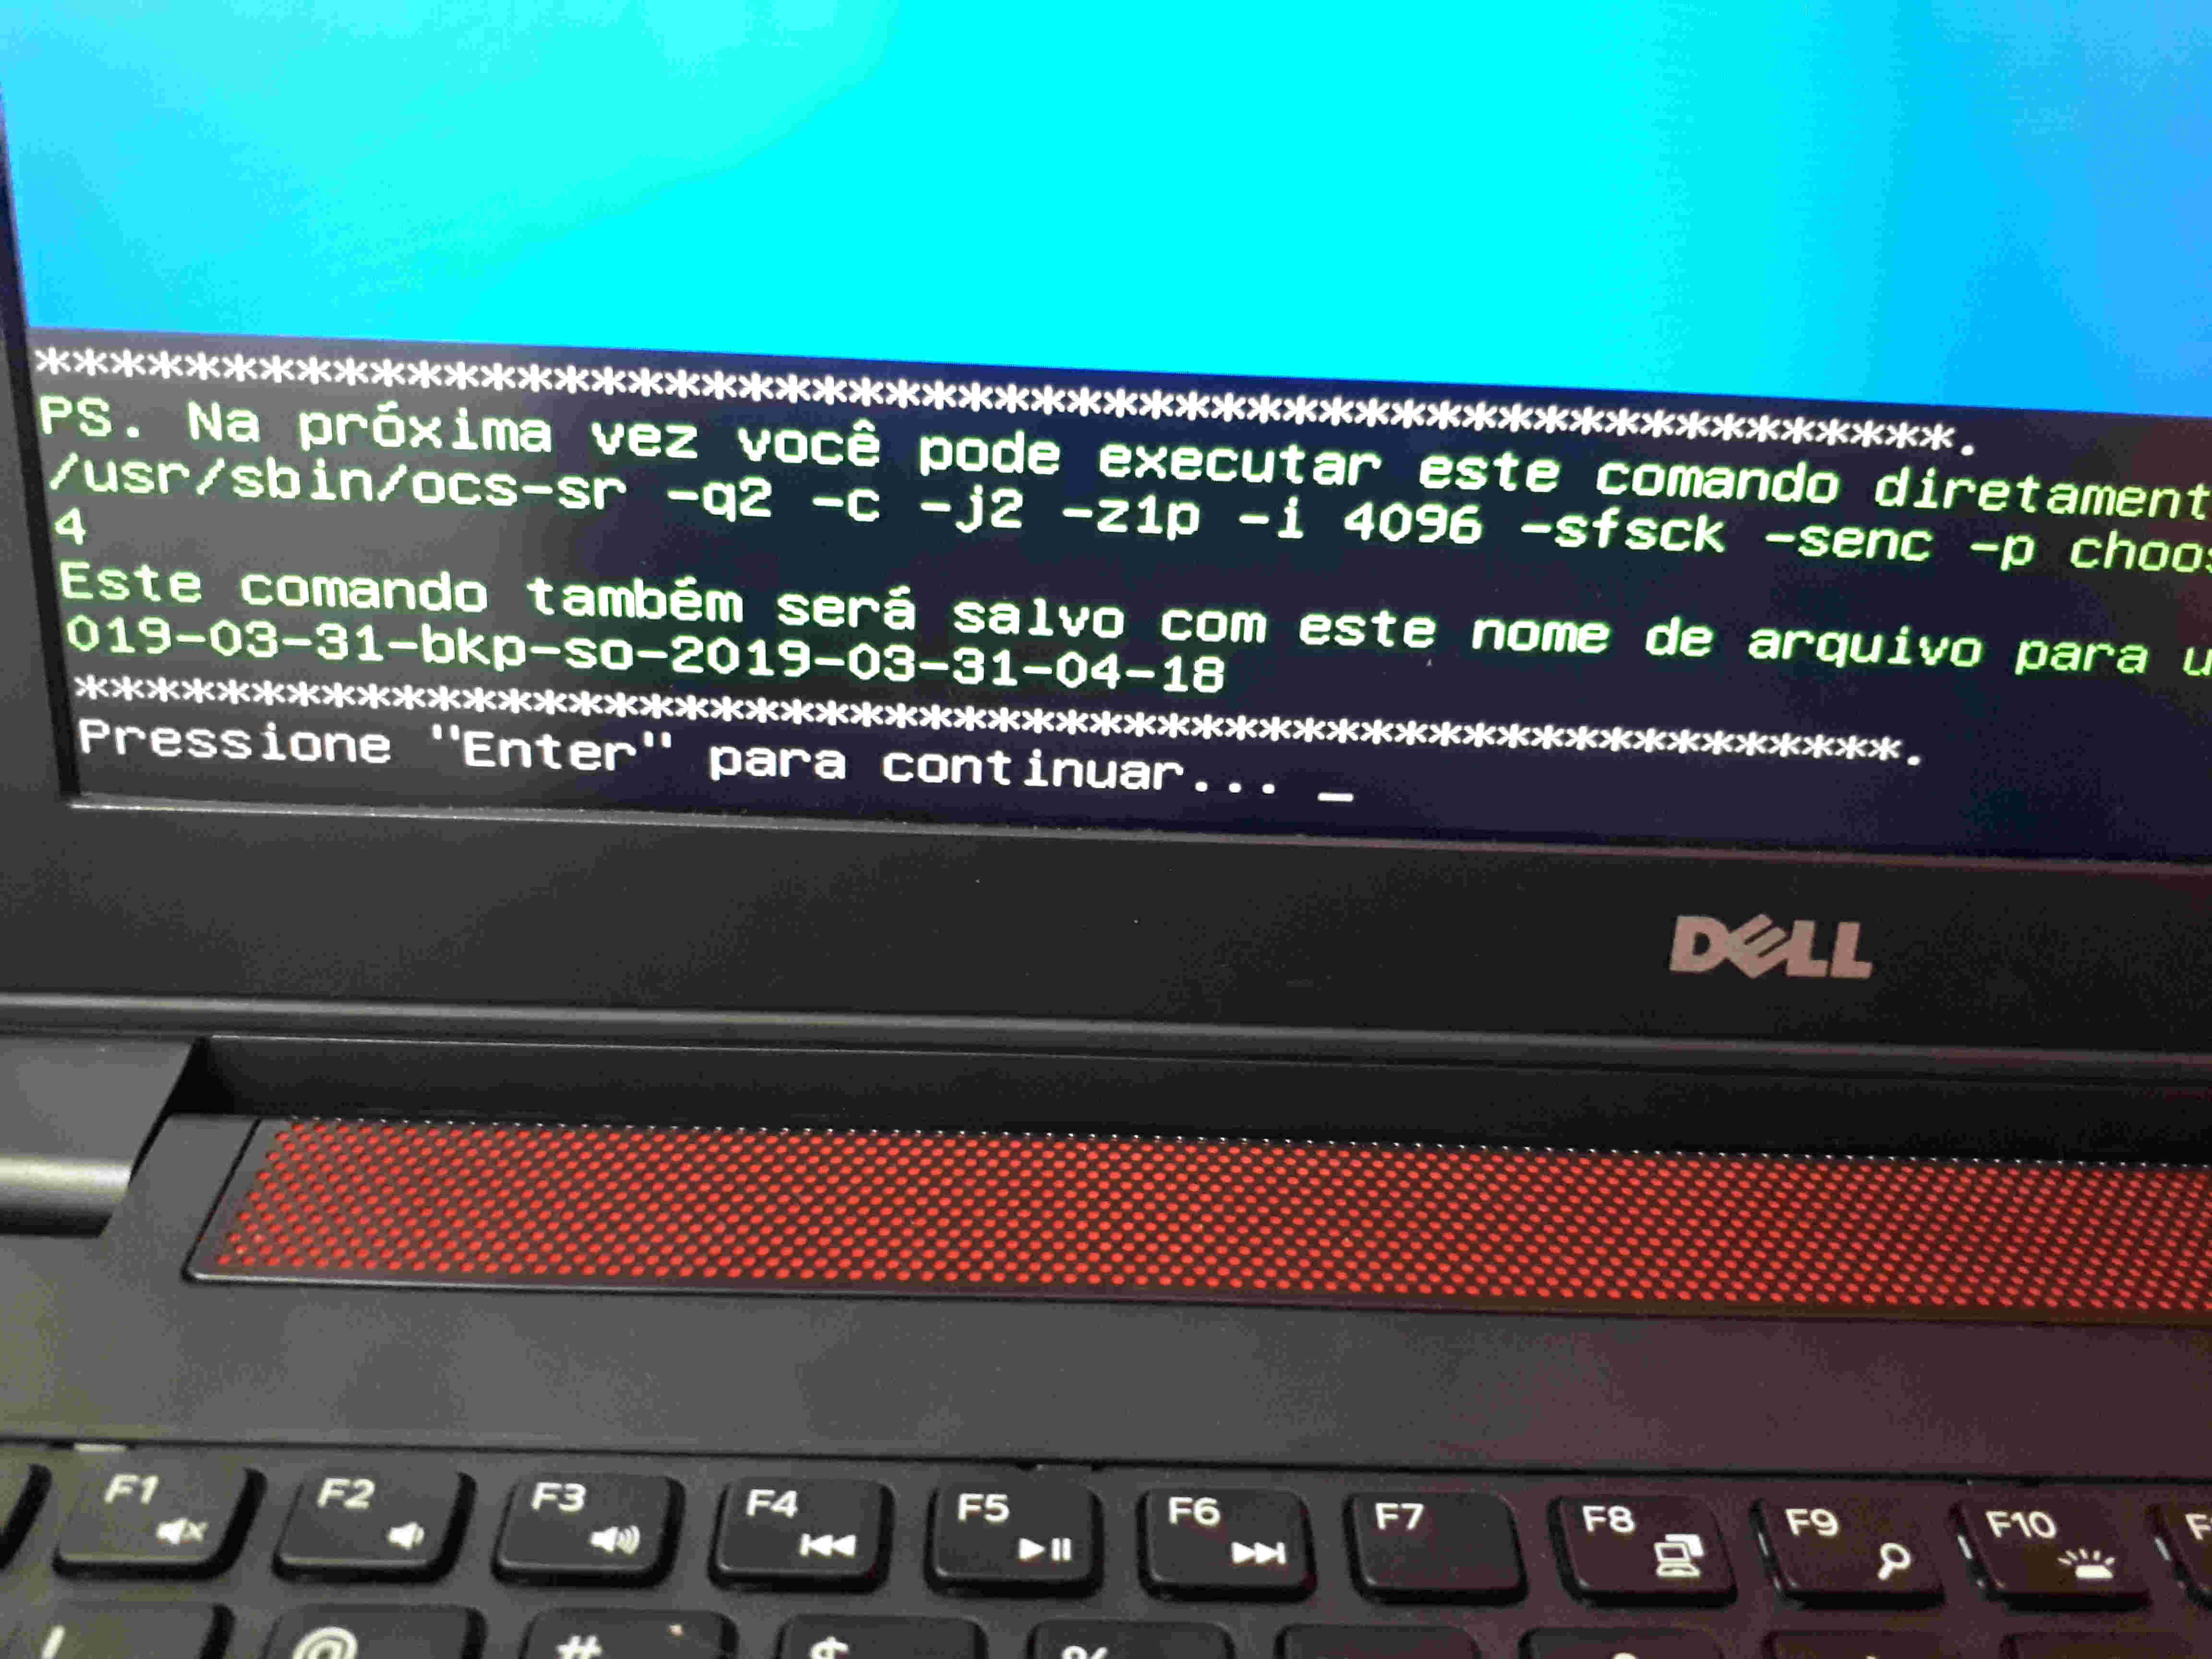 *****************************************************.
PS. Na próxima vez você pode executar este comando diretament
/usr/sbin/ocs-sr -q2 -c -j2 -z1p -i 4096 -sfsck -senc -p choos
4
Este comando também será salvo com este nome de arquivo para u
019-03-31-bkp-so-2019-03-31-04-18
*****************************************************.
Pressione "Enter" para continuar... _
DELL
F1 F2 F3 F4 F5 F6 F7 F8 F9 F10
! @ # $ %